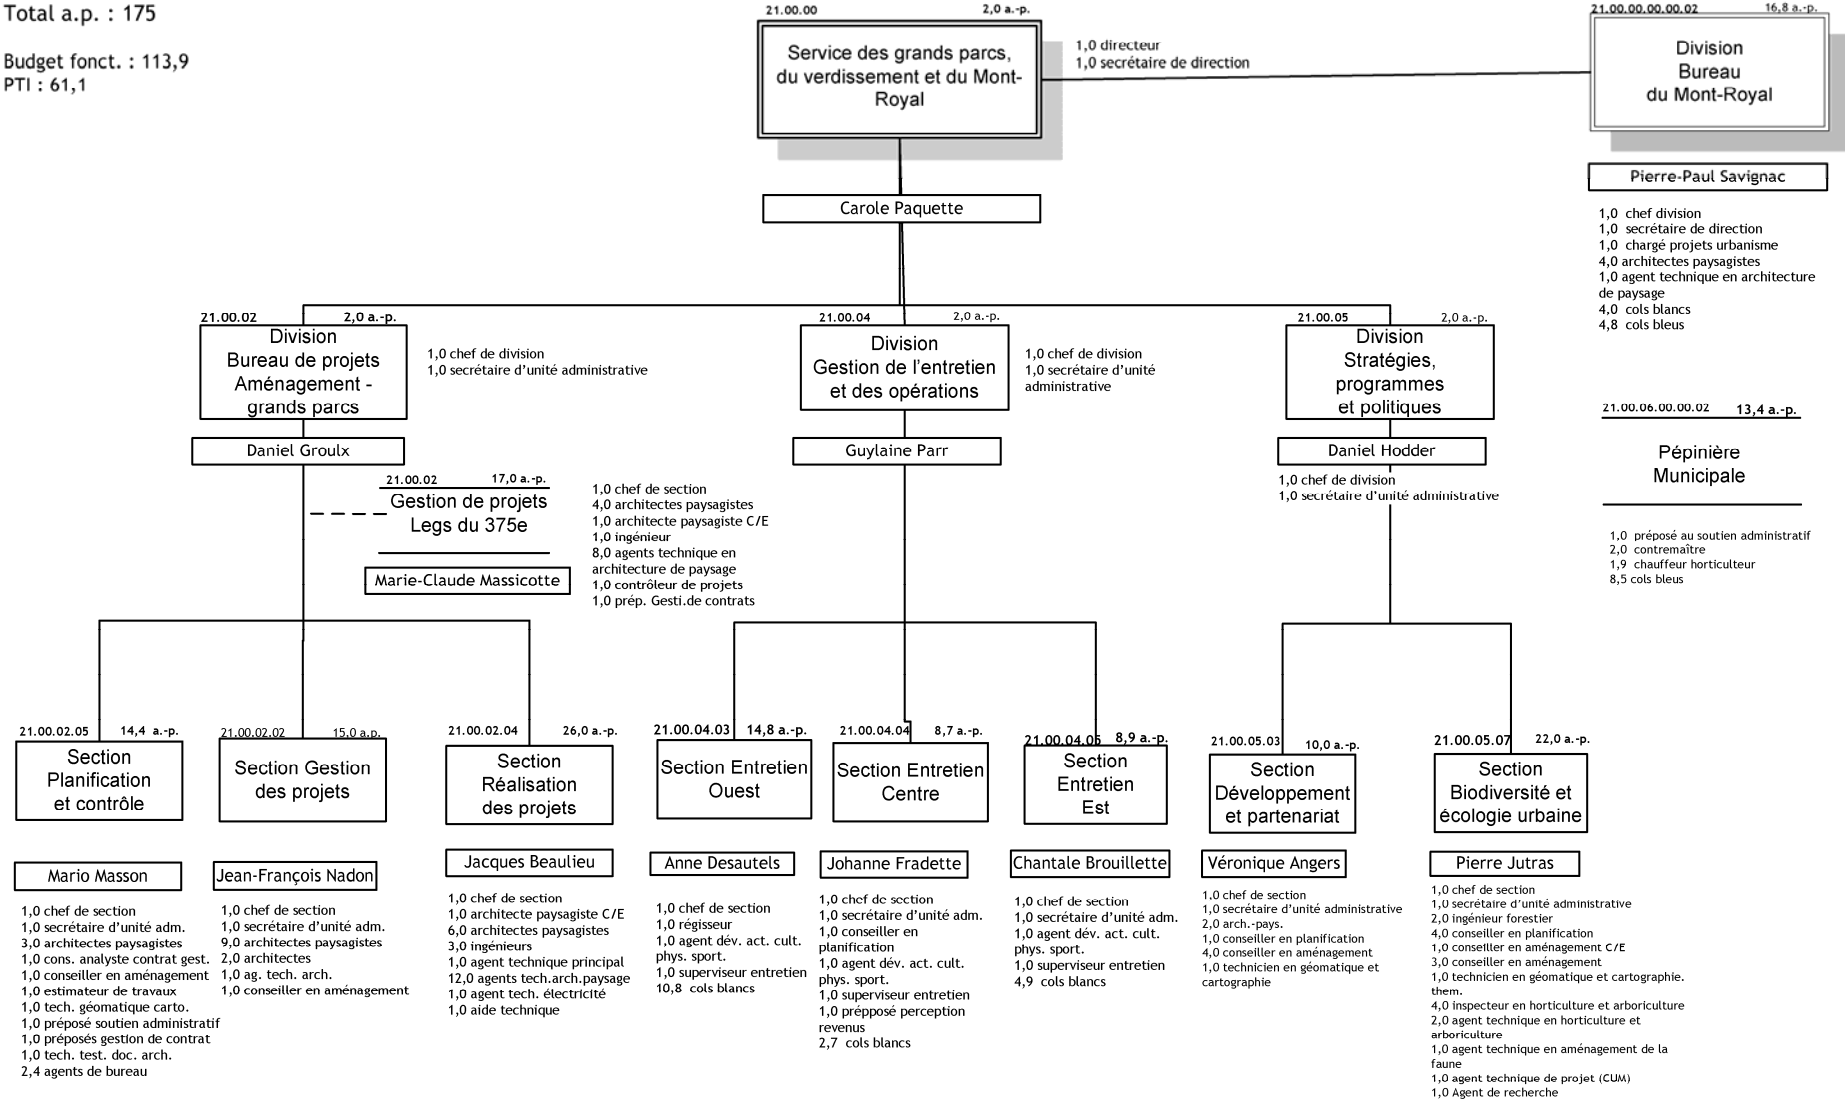 Total a.p. : 175
Budget fonct. : 113,9
PTI : 61,1
21.00.00
2,0 a.-p.
Service des grands parcs,
du verdissement et du Mont-
Royal
1,0 directeur
1,0 secrétaire de direction
Carole Paquette
21.00.00.00.00.02
16,8 a.-p.
Division
Bureau
du Mont-Royal
Pierre-Paul Savignac
1,0 chef division
1,0 secrétaire de direction
1,0 chargé projets urbanisme
4,0 architectes paysagistes
1,0 agent technique en architecture
de paysage
4,0 cols blancs
4,8 cols bleus
21.00.02
2,0 a.-p.
Division
Bureau de projets
Aménagement -
grands parcs
1,0 chef de division
1,0 secrétaire d’unité administrative
Daniel Groulx
21.00.04
2,0 a.-p.
Division
Gestion de l’entretien
et des opérations
1,0 chef de division
1,0 secrétaire d’unité
administrative
Guylaine Parr
21.00.05
2,0 a.-p.
Division
Stratégies,
programmes
et politiques
Daniel Hodder
1,0 chef de division
1,0 secrétaire d’unité administrative
21.00.06.00.00.02
13,4 a.-p.
Pépinière
Municipale
1,0 préposé au soutien administratif
2,0 contremaître
1,9 chauffeur horticulteur
8,5 cols bleus
21.00.02
17,0 a.-p.
Gestion de projets
Legs du 375e
Marie-Claude Massicotte
1,0 chef de section
4,0 architectes paysagistes
1,0 architecte paysagiste C/E
1,0 ingénieur
8,0 agents technique en
architecture de paysage
1,0 contrôleur de projets
1,0 prép. Gesti.de contrats
21.00.02.05
14,4 a.-p.
Section
Planification
et contrôle
Mario Masson
1,0 chef de section
1,0 secrétaire d’unité adm.
3,0 architectes paysagistes
1,0 cons. analyste contrat gest.
1,0 conseiller en aménagement
1,0 estimateur de travaux
1,0 tech. géomatique carto.
1,0 préposé soutien administratif
1,0 préposés gestion de contrat
1,0 tech. test. doc. arch.
2,4 agents de bureau
21.00.02.02
15,0 a.p.
Section Gestion
des projets
Jean-François Nadon
1,0 chef de section
1,0 secrétaire d’unité adm.
9,0 architectes paysagistes
2,0 architectes
1,0 ag. tech. arch.
1,0 conseiller en aménagement
21.00.02.04
26,0 a.-p.
Section
Réalisation
des projets
Jacques Beaulieu
1,0 chef de section
1,0 architecte paysagiste C/E
6,0 architectes paysagistes
3,0 ingénieurs
1,0 agent technique principal
12,0 agents tech.arch.paysage
1,0 agent tech. électricité
1,0 aide technique
21.00.04.03
14,8 a.-p.
Section Entretien
Ouest
Anne Desautels
1,0 chef de section
1,0 régisseur
1,0 agent dév. act. cult.
phys. sport.
1,0 superviseur entretien
10,8 cols blancs
21.00.04.04
8,7 a.-p.
Section Entretien
Centre
Johanne Fradette
1,0 chef de section
1,0 secrétaire d’unité adm.
1,0 conseiller en
planification
1,0 agent dév. act. cult.
phys. sport.
1,0 superviseur entretien
1,0 prépposé perception
revenus
2,7 cols blancs
21.00.04.05
8,9 a.-p.
Section
Entretien
Est
Chantale Brouillette
1,0 chef de section
1,0 secrétaire d’unité adm.
1,0 agent dév. act. cult.
phys. sport.
1,0 superviseur entretien
4,9 cols blancs
21.00.05.03
10,0 a.-p.
Section
Développement
et partenariat
Véronique Angers
1,0 chef de section
1,0 secrétaire d’unité administrative
2,0 arch.-pays.
1,0 conseiller en planification
4,0 conseiller en aménagement
1,0 technicien en géomatique et
cartographie
21.00.05.07
22,0 a.-p.
Section
Biodiversité et
écologie urbaine
Pierre Jutras
1,0 chef de section
1,0 secrétaire d’unité administrative
2,0 ingénieur forestier
4,0 conseiller en planification
1,0 conseiller en aménagement C/E
3,0 conseiller en aménagement
1,0 technicien en géomatique et cartographie.
them.
4,0 inspecteur en horticulture et arboriculture
2,0 agent technique en horticulture et
arboriculture
1,0 agent technique en aménagement de la
faune
1,0 agent technique de projet (CUM)
1,0 Agent de recherche